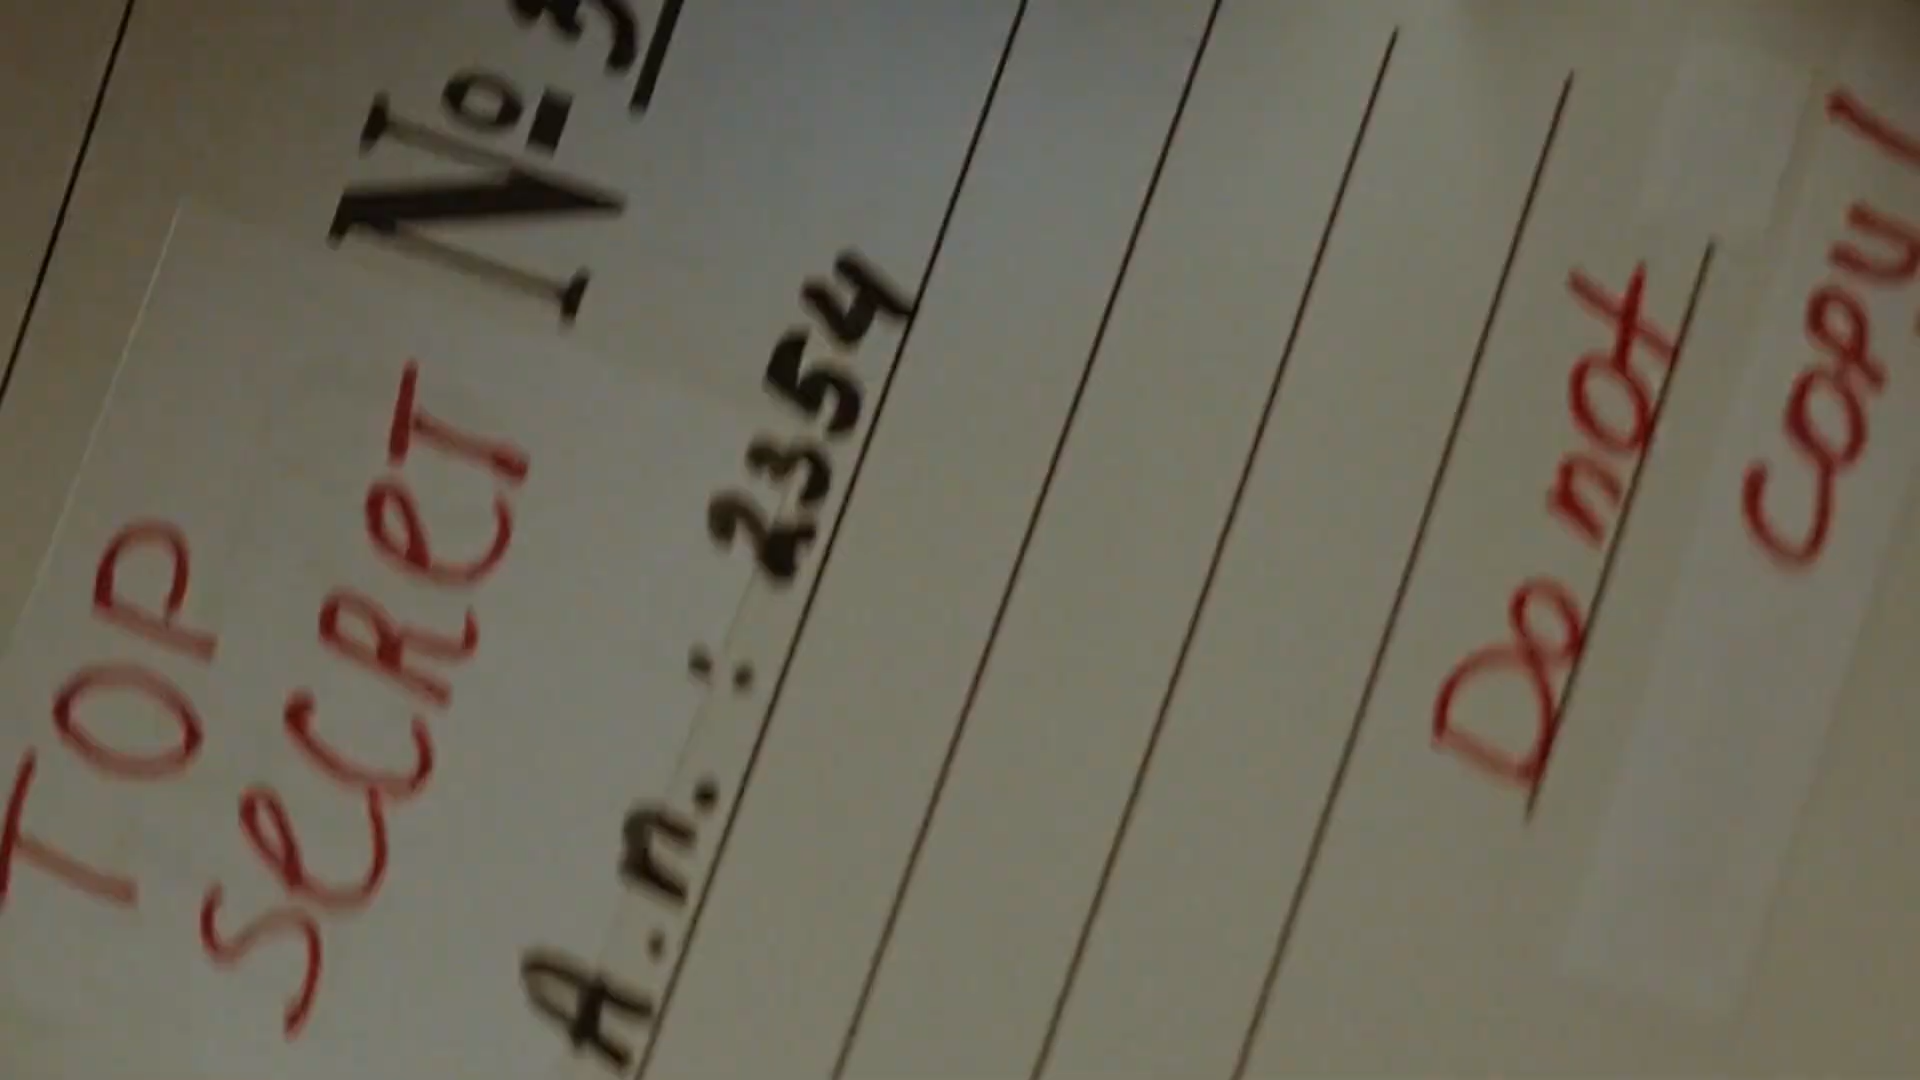 TOP
SeCReT
№
A.n.: 2354
Do not
copy!